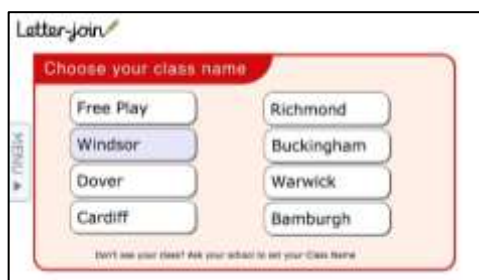 Letter-join
Choose your class name
Free Play
Windsor
Dover
Cardiff
Richmond
Buckingham
Warwick
Bamburgh
MENU
Don't see your class? Ask your school to set your Class Name